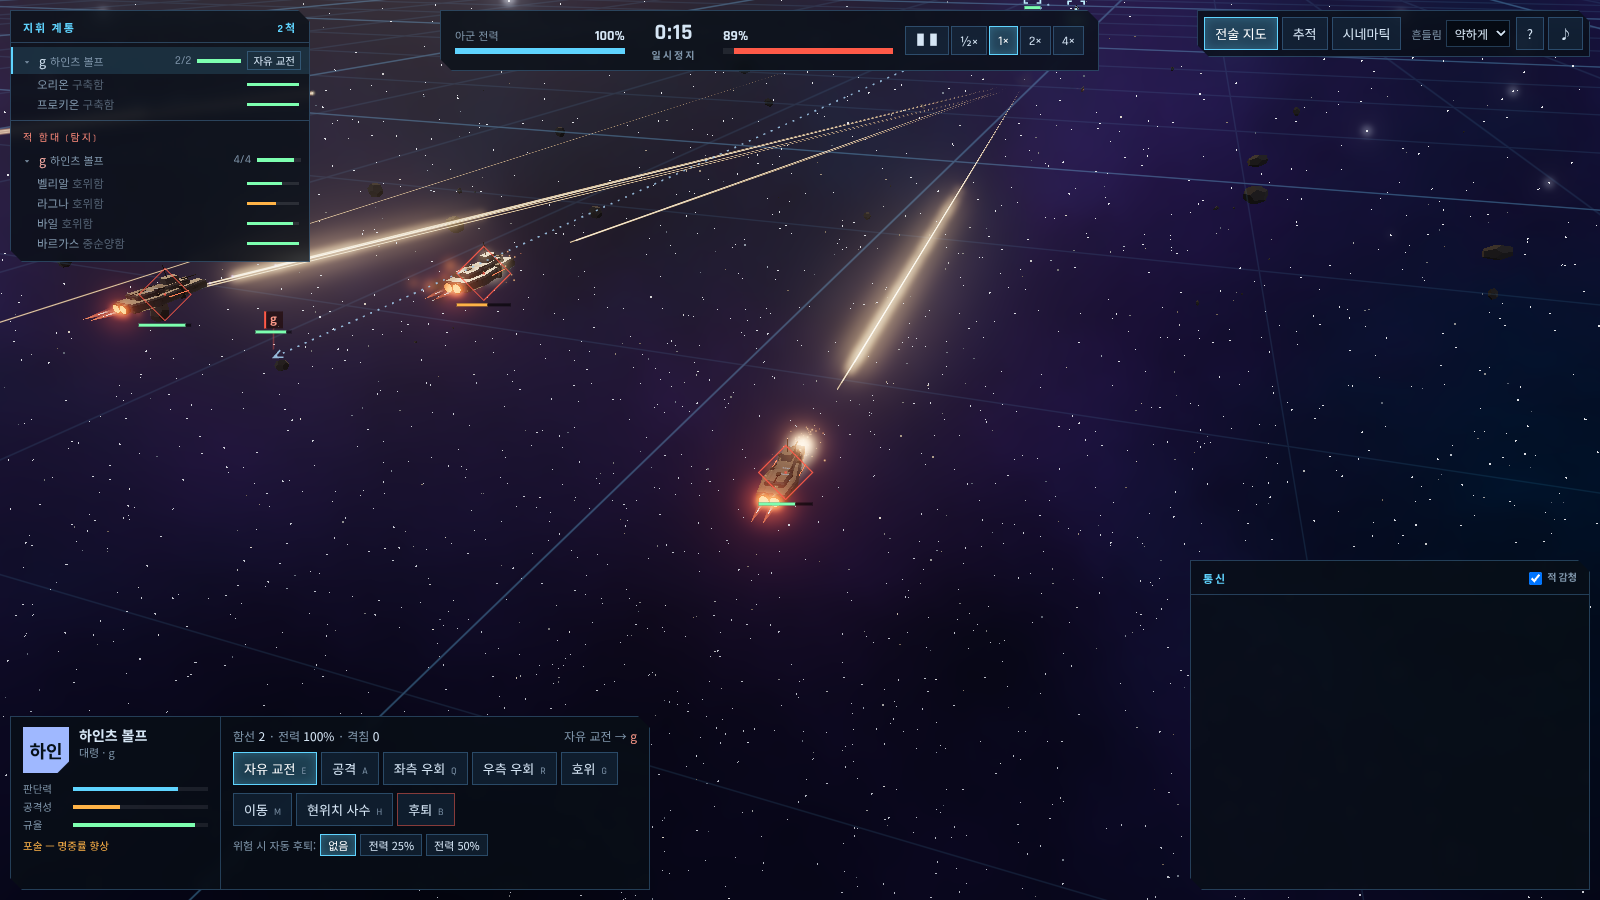 지휘 계통 2척
g 하인츠 볼프 2/2 자유 교전
오리온 구축함
프로키온 구축함
적 함대 (탐지)
g 하인츠 볼프 4/4
벨리알 호위함
라그나 호위함
바일 호위함
바르가스 중순양함
아군 전력 100% 0:15 89%
일시정지
½× 1× 2× 4×
전술 지도 추적 시네마틱 흔들림 약하게 ? ♪
g
통신 적 감청
하인 하인츠 볼프
대령 · g
판단력
공격성
규율
포술 — 명중률 향상
함선 2 · 전력 100% · 격침 0 자유 교전 → g
자유 교전 E 공격 A 좌측 우회 Q 우측 우회 R 호위 G
이동 M 현위치 사수 H 후퇴 B
위험 시 자동 후퇴: 없음 전력 25% 전력 50%